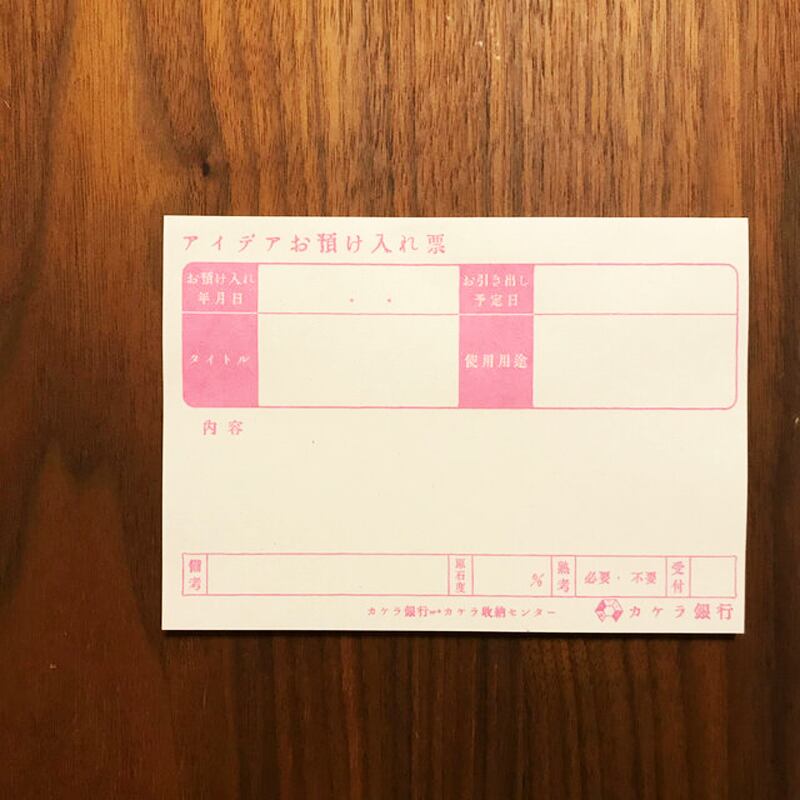 アイデアお預け入れ票
お預け入れ年月日 ・ ・ お引き出し予定日
タイトル 使用用途
内容
備考 原石度 % 熟考 必要・不要 受付
カケラ銀行 カケラ収納センター カケラ銀行